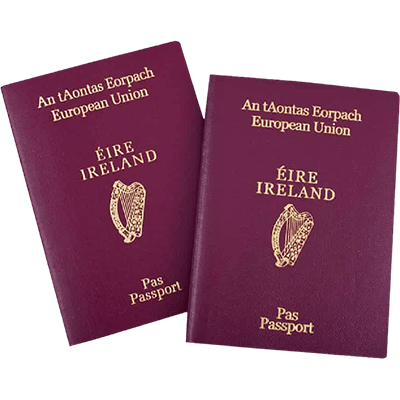 An tAontas Eorpach
European Union
ÉIRE
IRELAND
Pas
Passport
An tAontas Eorpach
European Union
ÉIRE
IRELAND
Pas
Passport